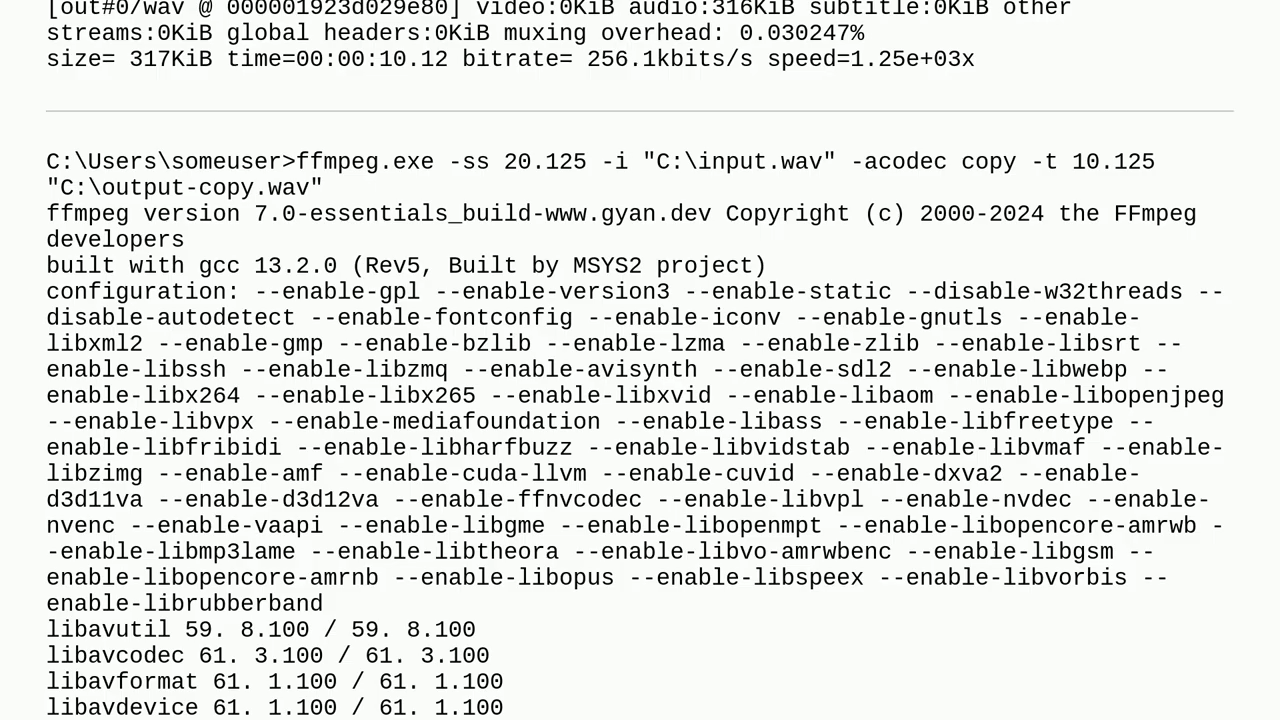 [out#0/wav @ 000001923d029e80] video:0KiB audio:316KiB subtitle:0KiB other
streams:0KiB global headers:0KiB muxing overhead: 0.030247%
size= 317KiB time=00:00:10.12 bitrate= 256.1kbits/s speed=1.25e+03x
C:\Users\someuser>ffmpeg.exe -ss 20.125 -i "C:\input.wav" -acodec copy -t 10.125
"C:\output-copy.wav"
ffmpeg version 7.0-essentials_build-www.gyan.dev Copyright (c) 2000-2024 the FFmpeg
developers
built with gcc 13.2.0 (Rev5, Built by MSYS2 project)
configuration: --enable-gpl --enable-version3 --enable-static --disable-w32threads --
disable-autodetect --enable-fontconfig --enable-iconv --enable-gnutls --enable-
libxml2 --enable-gmp --enable-bzlib --enable-lzma --enable-zlib --enable-libsrt --
enable-libssh --enable-libzmq --enable-avisynth --enable-sdl2 --enable-libwebp --
enable-libx264 --enable-libx265 --enable-libxvid --enable-libaom --enable-libopenjpeg
--enable-libvpx --enable-mediafoundation --enable-libass --enable-libfreetype --
enable-libfribidi --enable-libharfbuzz --enable-libvidstab --enable-libvmaf --enable-
libzimg --enable-amf --enable-cuda-llvm --enable-cuvid --enable-dxva2 --enable-
d3d11va --enable-d3d12va --enable-ffnvcodec --enable-libvpl --enable-nvdec --enable-
nvenc --enable-vaapi --enable-libgme --enable-libopenmpt --enable-libopencore-amrwb -
-enable-libmp3lame --enable-libtheora --enable-libvo-amrwbenc --enable-libgsm --
enable-libopencore-amrnb --enable-libopus --enable-libspeex --enable-libvorbis --
enable-librubberband
libavutil 59. 8.100 / 59. 8.100
libavcodec 61. 3.100 / 61. 3.100
libavformat 61. 1.100 / 61. 1.100
libavdevice 61. 1.100 / 61. 1.100